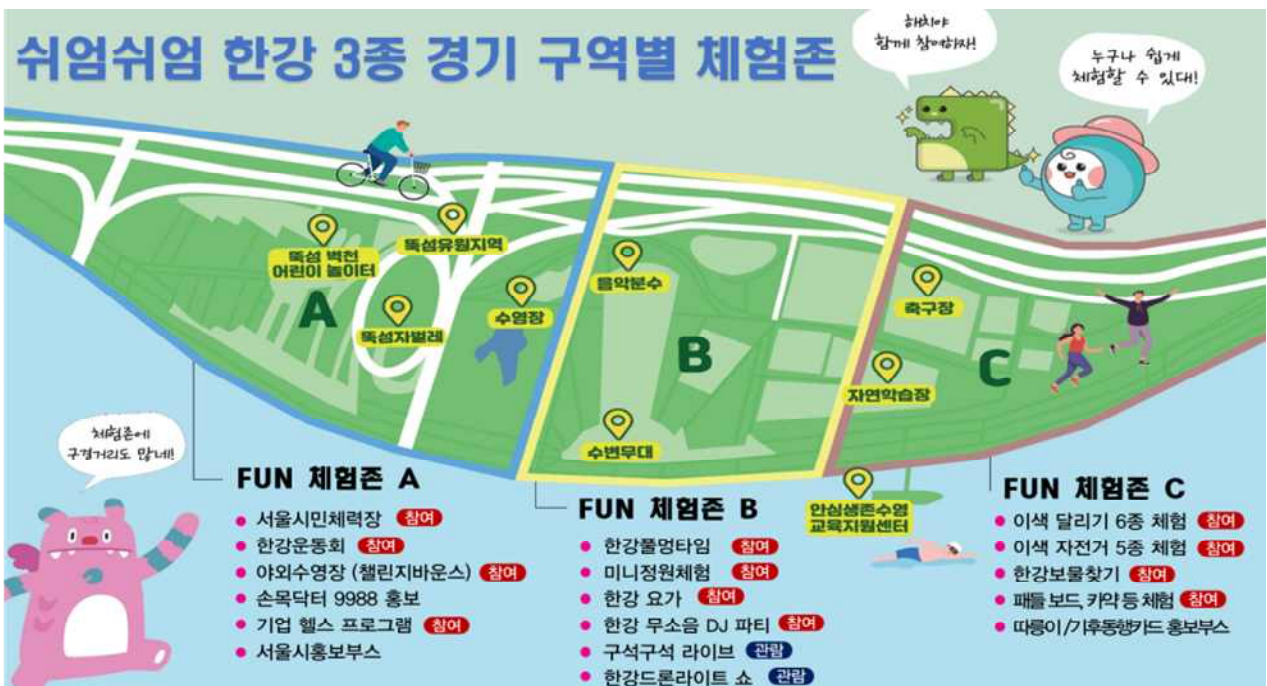 쉬엄쉬엄 한강 3종 경기 구역별 체험존
해치야
함께 참여하자!
누구나 쉽게
체험할 수 있대!
뚝섬 벽천
어린이 놀이터
뚝섬유원지역
뚝섬자벌레
수영장
A
음악분수
B
수변무대
축구장
자연학습장
C
안심생존수영
교육지원센터
체험존에
구경거리도 많네!
FUN 체험존 A
서울시민체력장 참여
한강운동회 참여
야외수영장 (챌린지바운스) 참여
손목닥터 9988 홍보
기업 헬스 프로그램 참여
서울시홍보부스
FUN 체험존 B
한강풀멍타임 참여
미니정원체험 참여
한강 요가 참여
한강 무소음 DJ 파티 참여
구석구석 라이브 관람
한강드론라이트 쇼 관람
FUN 체험존 C
이색 달리기 6종 체험 참여
이색 자전거 5종 체험 참여
한강보물찾기 참여
패들 보드, 카약 등 체험 참여
따릉이/기후동행카드 홍보부스